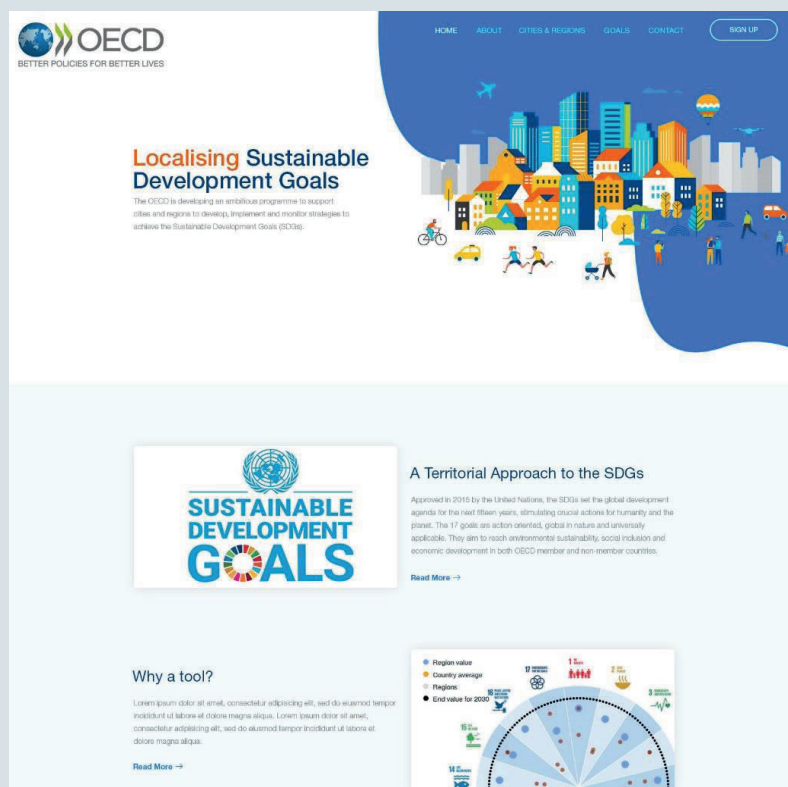 OECD
BETTER POLICIES FOR BETTER LIVES
HOME ABOUT CITIES & REGIONS GOALS CONTACT SIGN UP
Localising Sustainable
Development Goals
The OECD is developing an ambitious programme to support
cities and regions to develop, implement and monitor strategies to
achieve the Sustainable Development Goals (SDGs).
SUSTAINABLE
DEVELOPMENT
GOALS
A Territorial Approach to the SDGs
Approved in 2015 by the United Nations, the SDGs set the global development
agenda for the next fifteen years, stimulating crucial actions for humanity and the
planet. The 17 goals are action oriented, global in nature and universally
applicable. They aim to reach environmental sustainability, social inclusion and
economic development in both OECD member and non-member countries.
Read More →
Why a tool?
Lorem ipsum dolor sit amet, consectetur adipiscing elit, sed do eiusmod tempor
incididunt ut labore et dolore magna aliqua. Lorem ipsum dolor sit amet,
consectetur adipiscing elit, sed do eiusmod tempor incididunt ut labore et
dolore magna aliqua.
Read More →
Region value
Country average
Regions
End value for 2030
17
1
2
3
16
15
14